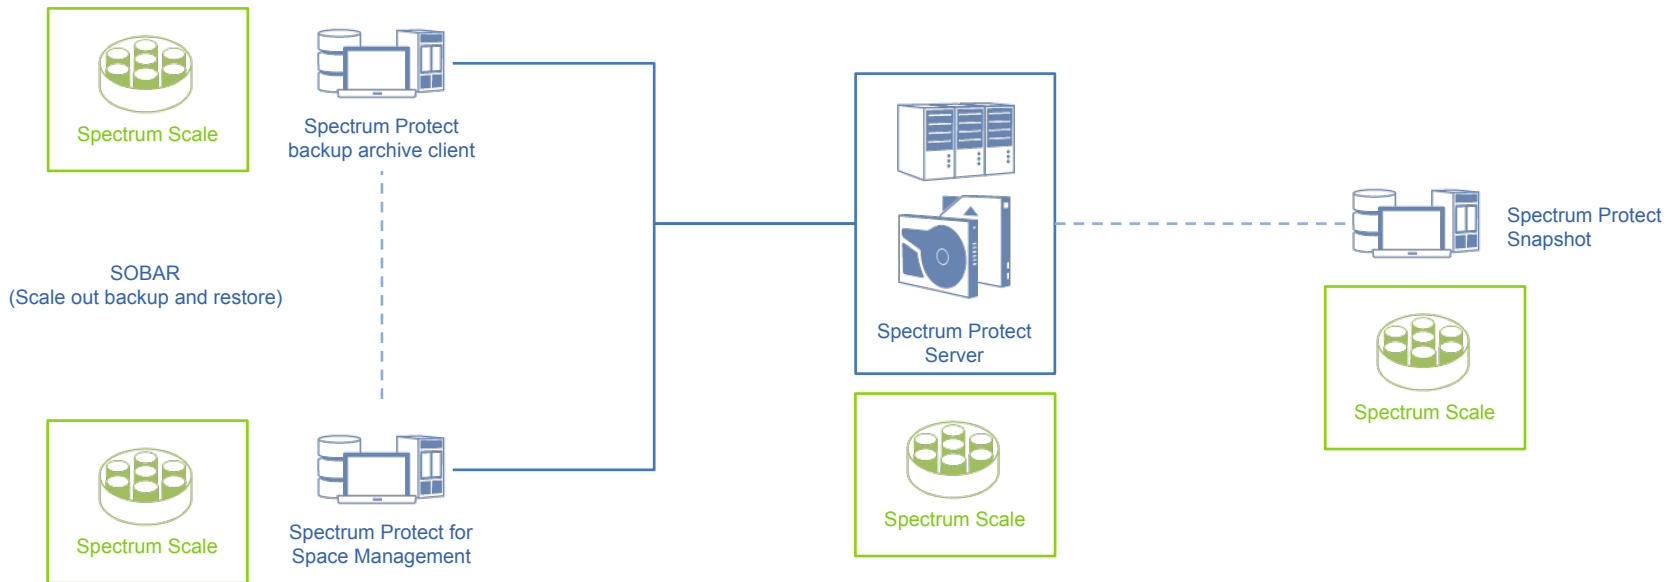 Spectrum Scale
Spectrum Protect
backup archive client
SOBAR
(Scale out backup and restore)
Spectrum Scale
Spectrum Protect for
Space Management
Spectrum Protect
Server
Spectrum Scale
Spectrum Protect
Snapshot
Spectrum Scale